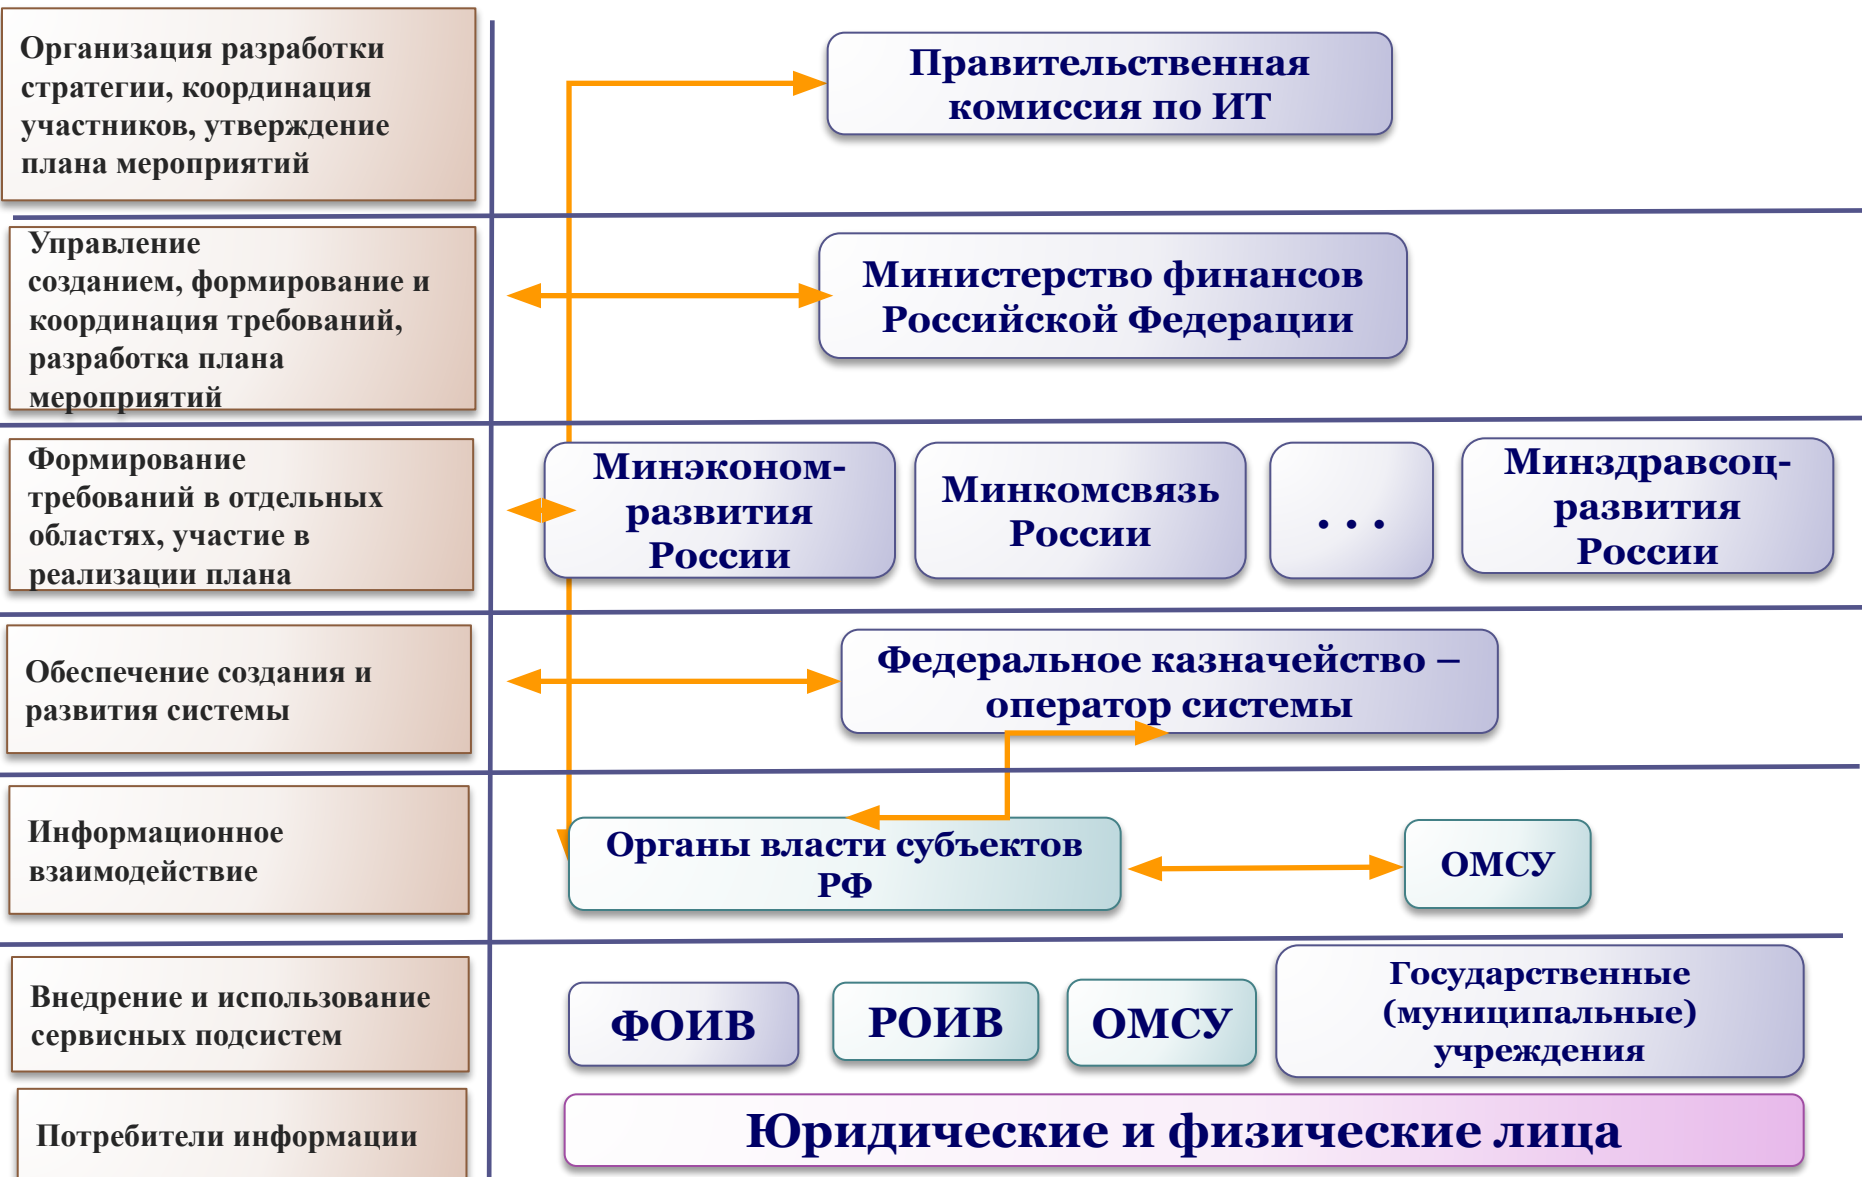 Организация разработки
стратегии, координация
участников, утверждение
плана мероприятий
Правительственная
комиссия по ИТ
Управление
созданием, формирование и
координация требований,
разработка плана
мероприятий
Министерство финансов
Российской Федерации
Формирование
требований в отдельных
областях, участие в
реализации плана
Минэконом-
развития
России
Минкомсвязь
России
...
Минздравсоц-
развития
России
Обеспечение создания и
развития системы
Федеральное казначейство –
оператор системы
Информационное
взаимодействие
Органы власти субъектов
РФ
ОМСУ
Внедрение и использование
сервисных подсистем
ФОИВ
РОИВ
ОМСУ
Государственные
(муниципальные)
учреждения
Потребители информации
Юридические и физические лица